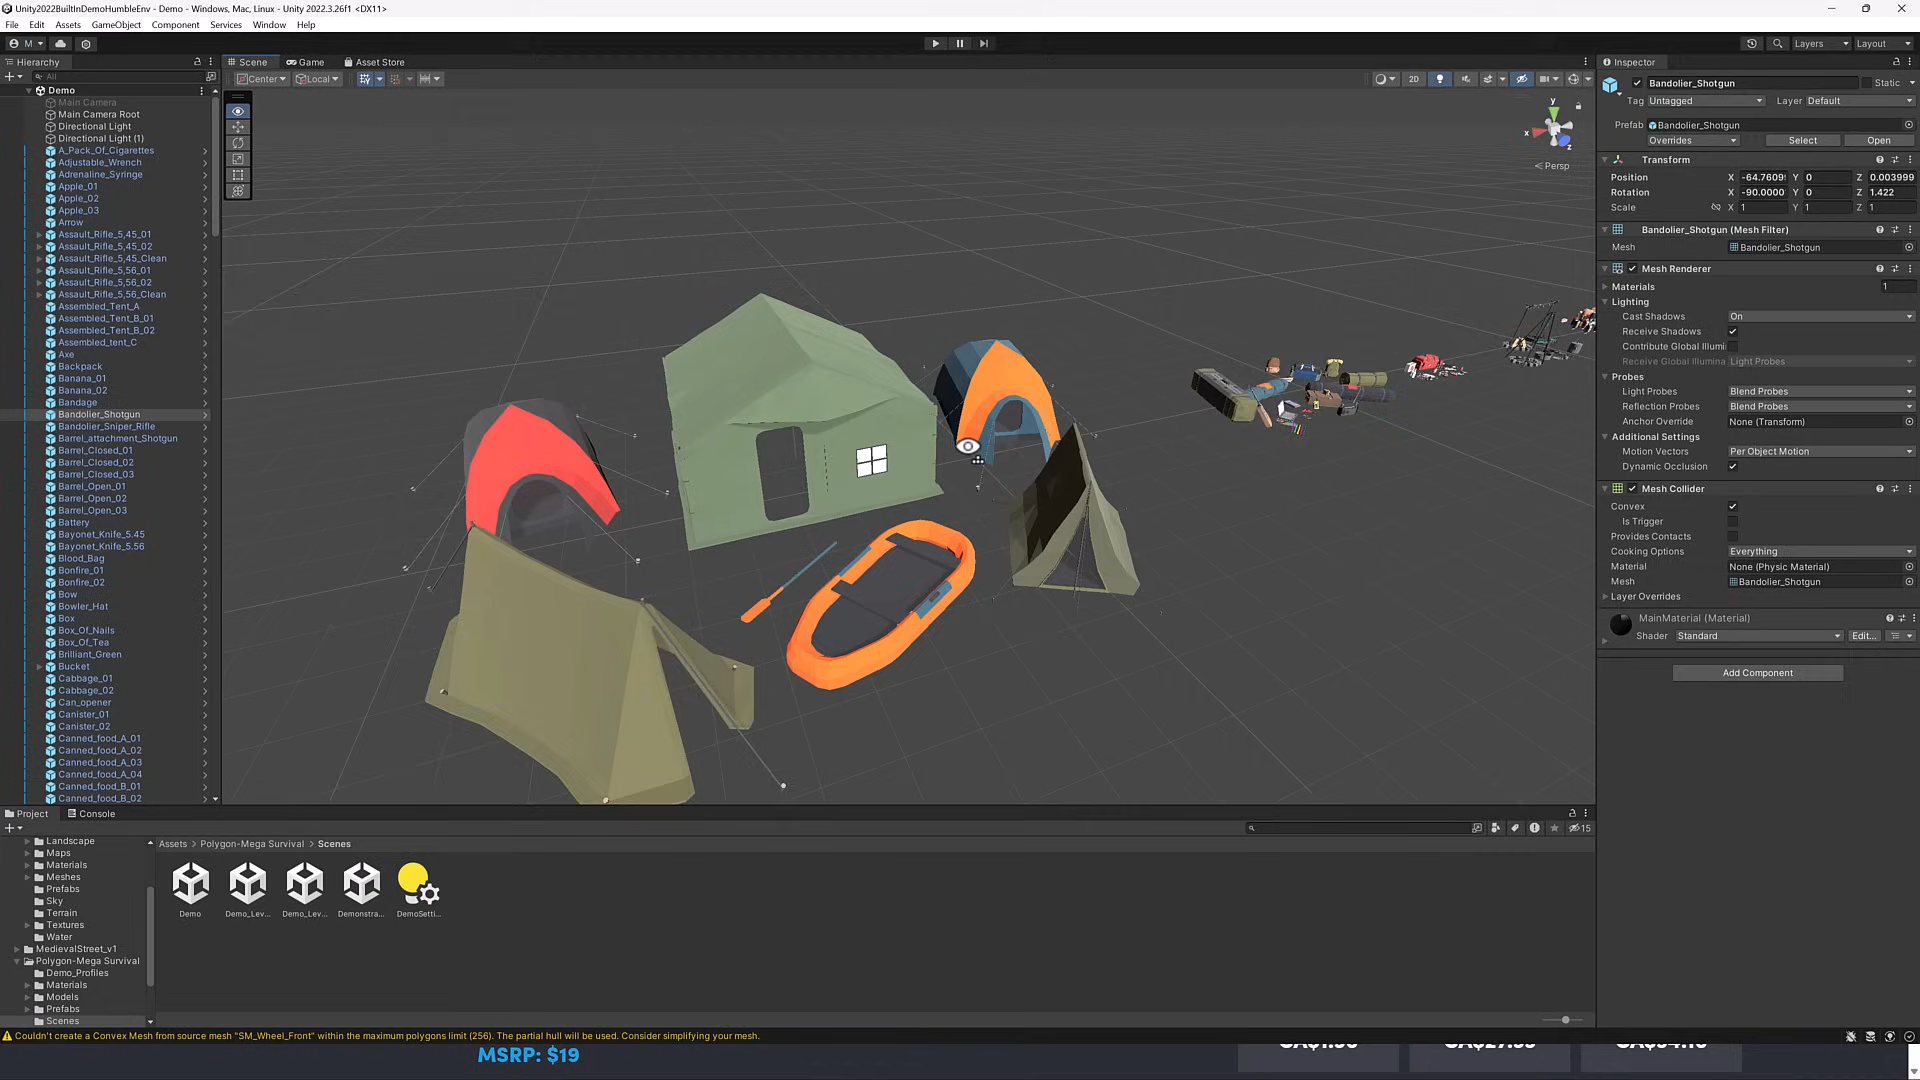 Unity2022BuiltInDemoHumbleEnv - Demo - Windows, Mac, Linux - Unity 2022.3.26f1 <DX11>
File Edit Assets GameObject Component Services Window Help
M
Layers Layout
Hierarchy
All
Demo
Main Camera
Main Camera Root
Directional Light
Directional Light (1)
A_Pack_Of_Cigarettes
Adjustable_Wrench
Adrenaline_Syringe
Apple_01
Apple_02
Apple_03
Arrow
Assault_Rifle_5,45_01
Assault_Rifle_5,45_02
Assault_Rifle_5,45_Clean
Assault_Rifle_5,56_01
Assault_Rifle_5,56_02
Assault_Rifle_5,56_Clean
Assembled_Tent_A
Assembled_Tent_B_01
Assembled_Tent_B_02
Assembled_tent_C
Axe
Backpack
Banana_01
Banana_02
Bandage
Bandolier_Shotgun
Bandolier_Sniper_Rifle
Barrel_attachment_Shotgun
Barrel_Closed_01
Barrel_Closed_02
Barrel_Closed_03
Barrel_Open_01
Barrel_Open_02
Barrel_Open_03
Battery
Bayonet_Knife_5.45
Bayonet_Knife_5.56
Blood_Bag
Bonfire_01
Bonfire_02
Bow
Bowler_Hat
Box
Box_Of_Nails
Box_Of_Tea
Brilliant_Green
Bucket
Cabbage_01
Cabbage_02
Can_opener
Canister_01
Canister_02
Canned_food_A_01
Canned_food_A_02
Canned_food_A_03
Canned_food_A_04
Canned_food_B_01
Canned_food_B_02
Scene Game Asset Store
Center Local
2D
y
x
z
< Persp
Inspector
Bandolier_Shotgun Static
Tag Untagged Layer Default
Prefab Bandolier_Shotgun
Overrides Select Open
Transform
Position X -64.7609 Y 0 Z 0.003999
Rotation X -90.0000 Y 0 Z 1.422
Scale X 1 Y 1 Z 1
Bandolier_Shotgun (Mesh Filter)
Mesh Bandolier_Shotgun
Mesh Renderer
Materials 1
Lighting
Cast Shadows On
Receive Shadows
Contribute Global Illumi
Receive Global Illumina Light Probes
Probes
Light Probes Blend Probes
Reflection Probes Blend Probes
Anchor Override None (Transform)
Additional Settings
Motion Vectors Per Object Motion
Dynamic Occlusion
Mesh Collider
Convex
Is Trigger
Provides Contacts
Cooking Options Everything
Material None (Physic Material)
Mesh Bandolier_Shotgun
Layer Overrides
MainMaterial (Material)
Shader Standard Edit...
Add Component
Project Console
15
Landscape
Maps
Materials
Meshes
Prefabs
Sky
Terrain
Textures
Water
MedievalStreet_v1
Polygon-Mega Survival
Demo_Profiles
Materials
Models
Prefabs
Scenes
Assets > Polygon-Mega Survival > Scenes
Demo Demo_Lev... Demo_Lev... Demonstra... DemoSetti...
Couldn't create a Convex Mesh from source mesh "SM_Wheel_Front" within the maximum polygons limit (256). The partial hull will be used. Consider simplifying your mesh.
MSRP: $19